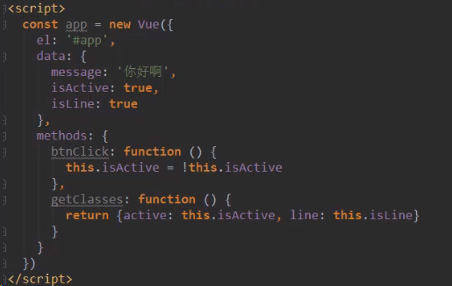 <script>
const app = new Vue({
el: '#app',
data: {
message: '你好啊',
isActive: true,
isLine: true
},
methods: {
btnClick: function () {
this.isActive = !this.isActive
},
getClasses: function () {
return {active: this.isActive, line: this.isLine}
}
}
})
</script>